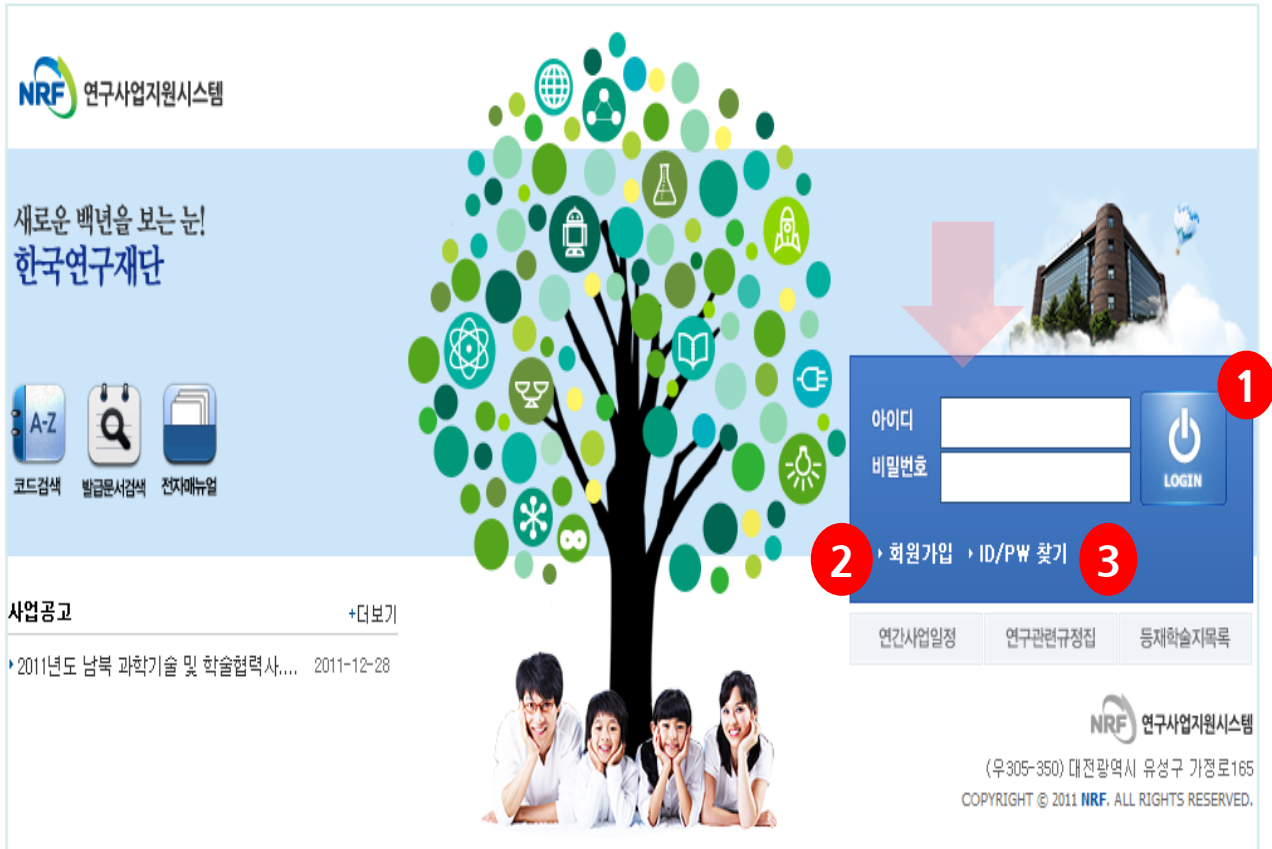 NRF 연구사업지원시스템
새로운 백년을 보는 눈!
한국연구재단
A-Z
코드검색 발급문서검색 전자매뉴얼
사업공고 +더보기
2011년도 남북 과학기술 및 학술협력사.... 2011-12-28
1
아이디
비밀번호
LOGIN
2 회원가입 ID/PW 찾기 3
연간사업일정 연구관련규정집 등재학술지목록
NRF 연구사업지원시스템
(우305-350) 대전광역시 유성구 가정로165
COPYRIGHT © 2011 NRF. ALL RIGHTS RESERVED.